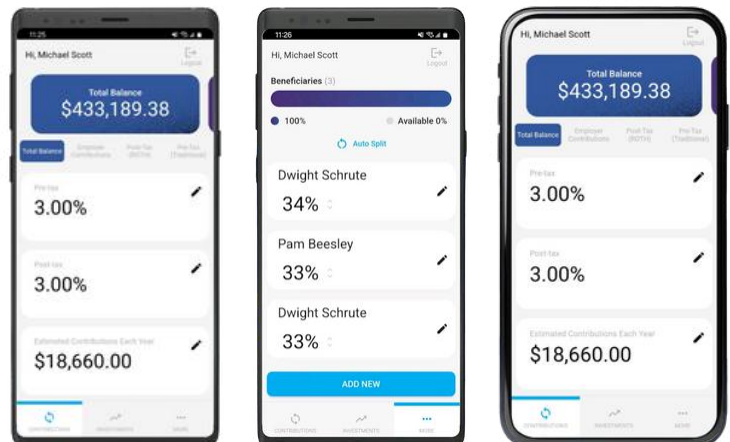 11:25
Hi, Michael Scott
Logout
Total Balance
$433,189.38
Total Balance
Employer Contributions
Post-Tax (ROTH)
Pre-Tax (Traditional)
Pre-tax
3.00%
Post-tax
3.00%
Estimated Contributions Each Year
$18,660.00
CONTRIBUTIONS
INVESTMENTS
MORE
11:26
Hi, Michael Scott
Logout
Beneficiaries (3)
100%
Available 0%
Auto Split
Dwight Schrute
34%
Pam Beesley
33%
Dwight Schrute
33%
ADD NEW
CONTRIBUTIONS
INVESTMENTS
MORE
Hi, Michael Scott
Logout
Total Balance
$433,189.38
Total Balance
Employer Contributions
Post-Tax (ROTH)
Pre-Tax (Traditional)
Pre-tax
3.00%
Post-tax
3.00%
Estimated Contributions Each Year
$18,660.00
CONTRIBUTIONS
INVESTMENTS
MORE